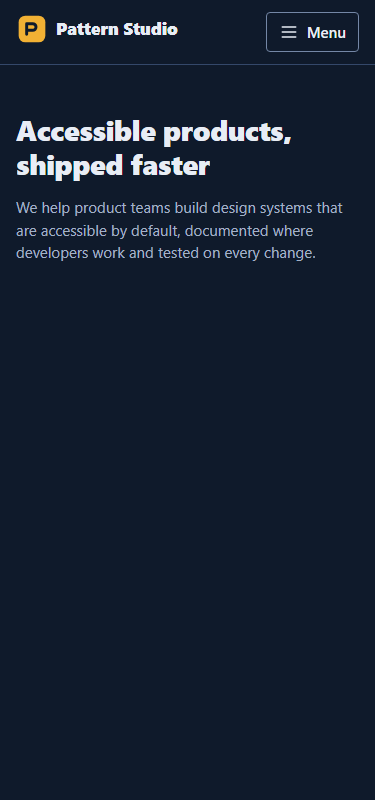 P Pattern Studio
Menu
Accessible products,
shipped faster
We help product teams build design systems that
are accessible by default, documented where
developers work and tested on every change.